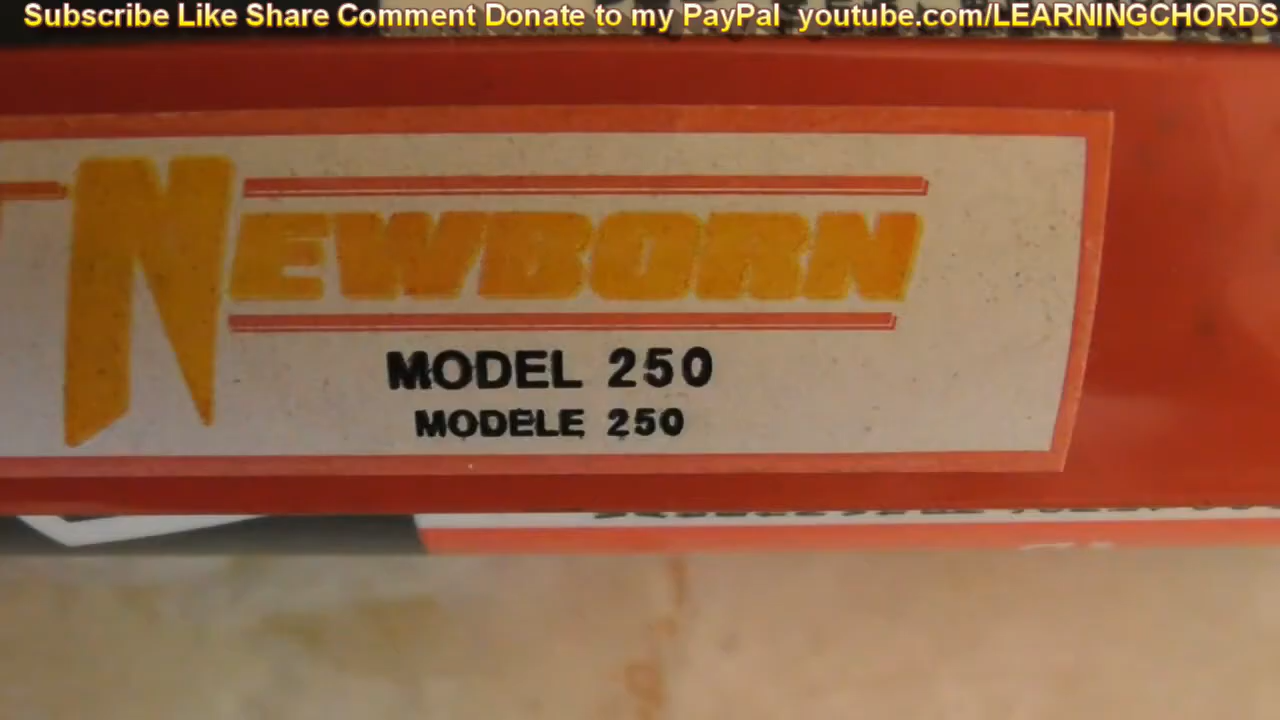 Subscribe Like Share Comment Donate to my PayPal youtube.com/LEARNINGCHORDS
NEWBORN
MODEL 250
MODELE 250